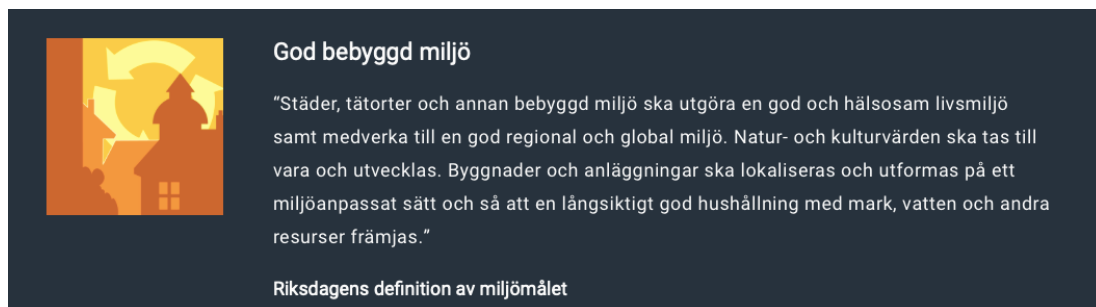 God bebyggd miljö
”Städer, tätorter och annan bebyggd miljö ska utgöra en god och hälsosam livsmiljö
samt medverka till en god regional och global miljö. Natur- och kulturvärden ska tas till
vara och utvecklas. Byggnader och anläggningar ska lokaliseras och utformas på ett
miljöanpassat sätt och så att en långsiktigt god hushållning med mark, vatten och andra
resurser främjas.”
Riksdagens definition av miljömålet